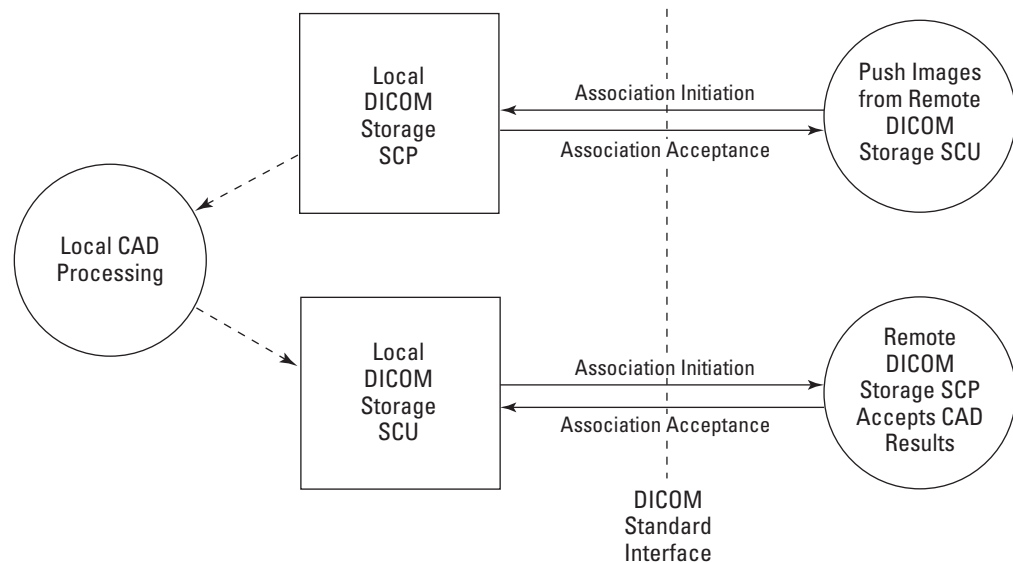 Local
DICOM
Storage
SCP
Association Initiation
Association Acceptance
Push Images
from Remote
DICOM
Storage SCU
Local CAD
Processing
Local
DICOM
Storage
SCU
Association Initiation
Association Acceptance
Remote
DICOM
Storage SCP
Accepts CAD
Results
DICOM
Standard
Interface